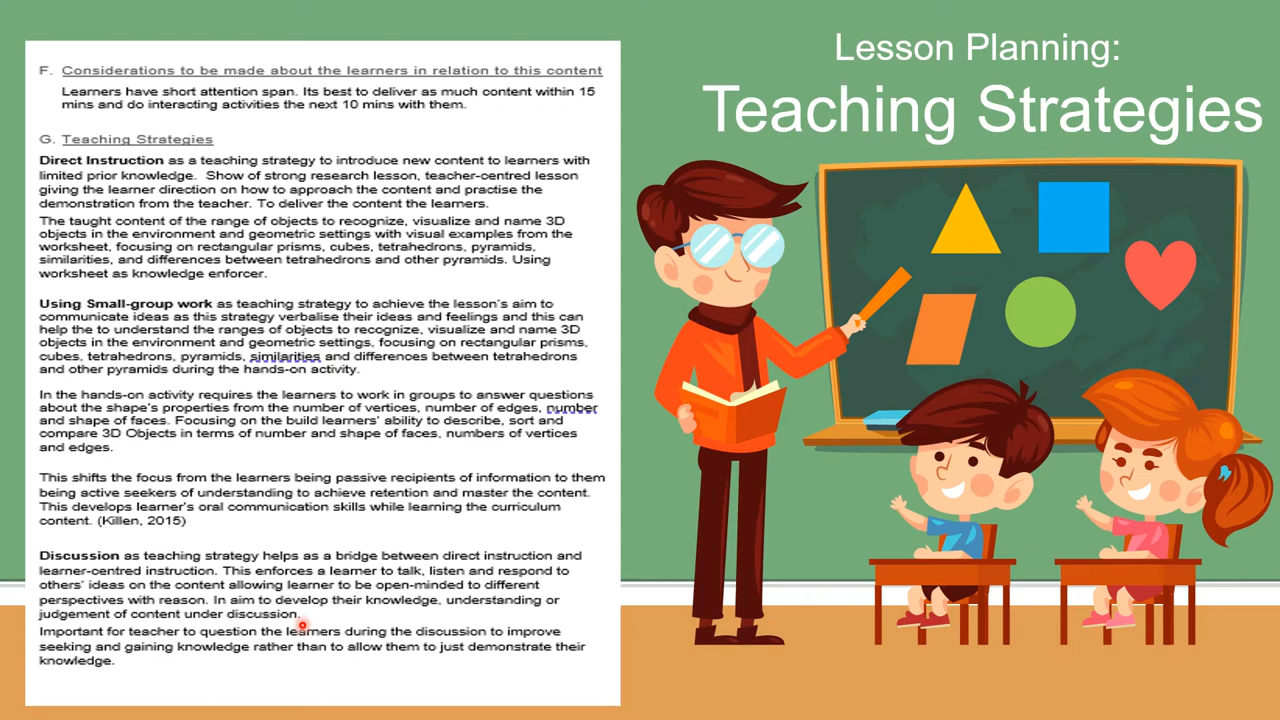 Lesson Planning:
Teaching Strategies
F. Considerations to be made about the learners in relation to this content
Learners have short attention span. Its best to deliver as much content within 15
mins and do interacting activities the next 10 mins with them.
G. Teaching Strategies
Direct Instruction as a teaching strategy to introduce new content to learners with
limited prior knowledge. Show of strong research lesson, teacher-centred lesson
giving the learner direction on how to approach the content and practise the
demonstration from the teacher. To deliver the content the learners.
The taught content of the range of objects to recognize, visualize and name 3D
objects in the environment and geometric settings with visual examples from the
worksheet, focusing on rectangular prisms, cubes, tetrahedrons, pyramids,
similarities, and differences between tetrahedrons and other pyramids. Using
worksheet as knowledge enforcer.
Using Small-group work as teaching strategy to achieve the lesson's aim to
communicate ideas as this strategy verbalise their ideas and feelings and this can
help the to understand the ranges of objects to recognize, visualize and name 3D
objects in the environment and geometric settings, focusing on rectangular prisms,
cubes, tetrahedrons, pyramids, similarities and differences between tetrahedrons
and other pyramids during the hands-on activity.
In the hands-on activity requires the learners to work in groups to answer questions
about the shape's properties from the number of vertices, number of edges, number
and shape of faces. Focusing on the build learners' ability to describe, sort and
compare 3D Objects in terms of number and shape of faces, numbers of vertices
and edges.
This shifts the focus from the learners being passive recipients of information to them
being active seekers of understanding to achieve retention and master the content.
This develops learner's oral communication skills while learning the curriculum
content. (Killen, 2015)
Discussion as teaching strategy helps as a bridge between direct instruction and
learner-centred instruction. This enforces a learner to talk, listen and respond to
others' ideas on the content allowing learner to be open-minded to different
perspectives with reason. In aim to develop their knowledge, understanding or
judgement of content under discussion.
Important for teacher to question the learners during the discussion to improve
seeking and gaining knowledge rather than to allow them to just demonstrate their
knowledge.